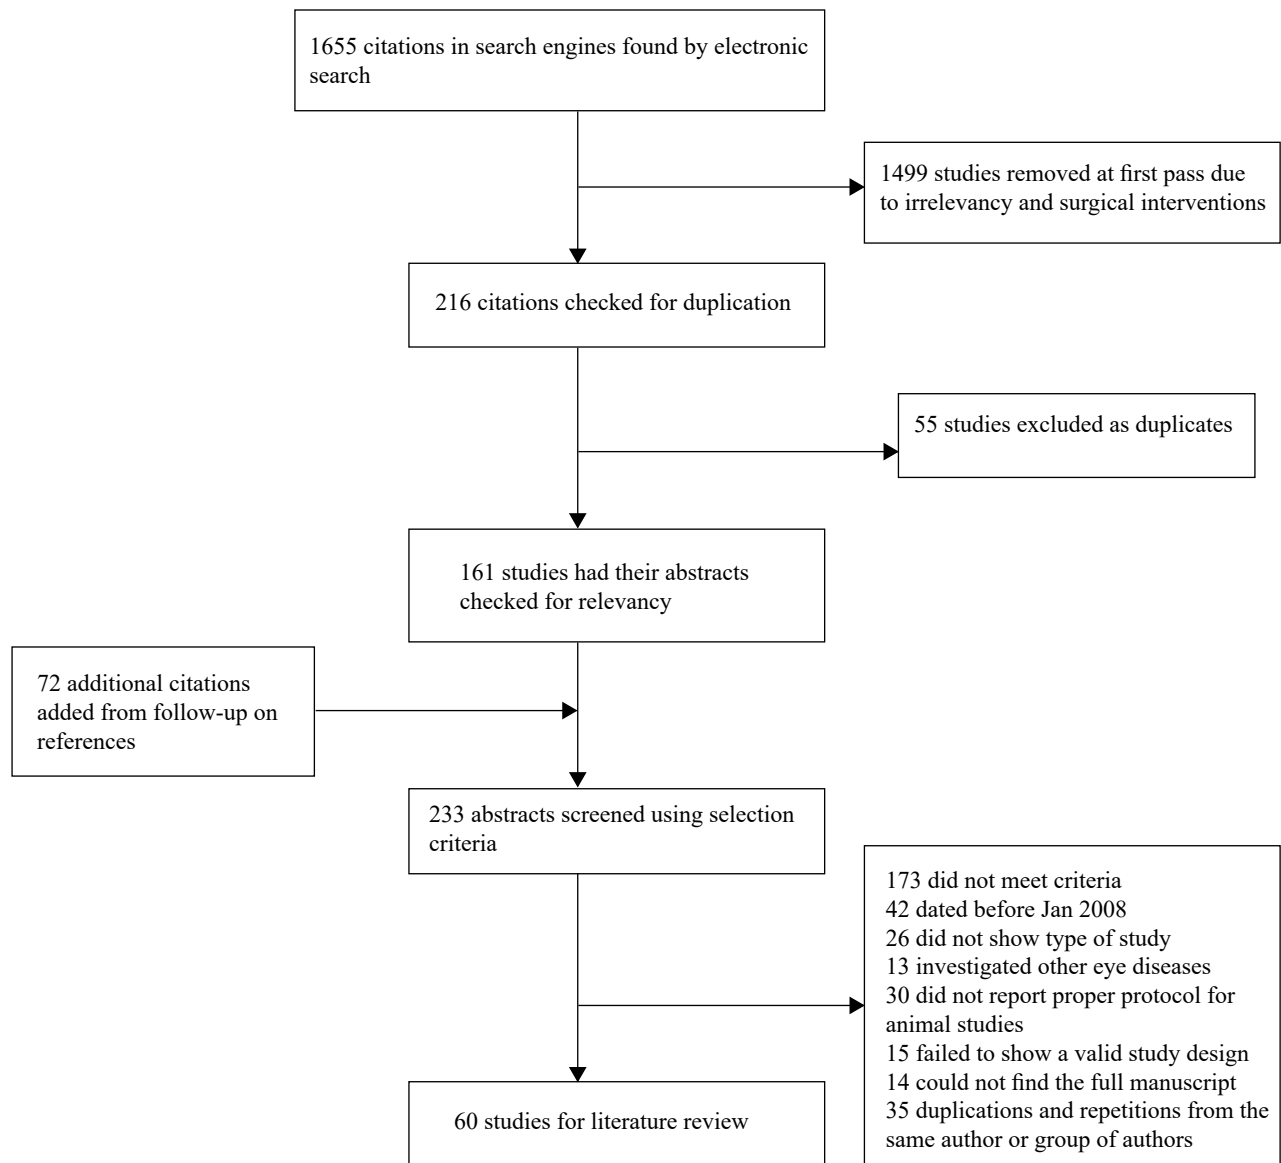 1655 citations in search engines found by electronic
search
1499 studies removed at first pass due
to irrelevancy and surgical interventions
216 citations checked for duplication
55 studies excluded as duplicates
161 studies had their abstracts
checked for relevancy
72 additional citations
added from follow-up on
references
233 abstracts screened using selection
criteria
173 did not meet criteria
42 dated before Jan 2008
26 did not show type of study
13 investigated other eye diseases
30 did not report proper protocol for
animal studies
15 failed to show a valid study design
14 could not find the full manuscript
35 duplications and repetitions from the
same author or group of authors
60 studies for literature review